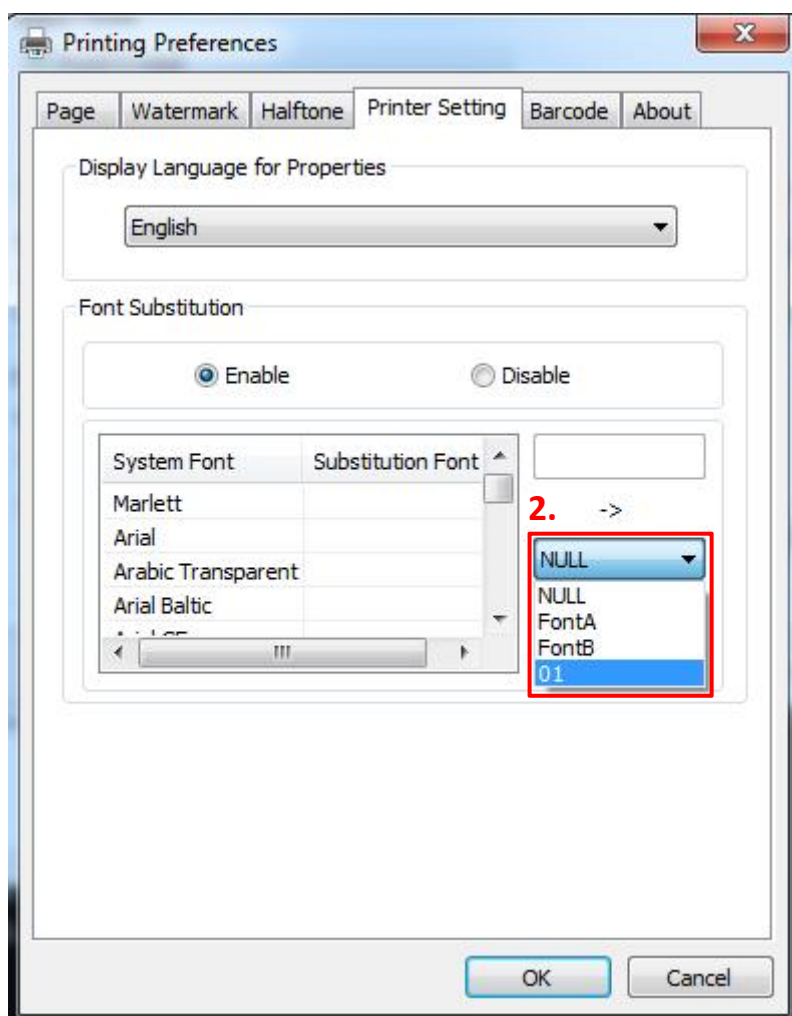 Printing Preferences
Page Watermark Halftone Printer Setting Barcode About
Display Language for Properties
English
Font Substitution
Enable Disable
System Font Substitution Font
Marlett
2. ->
Arial
Arabic Transparent
NULL
Arial Baltic
NULL
FontA
FontB
01
OK Cancel